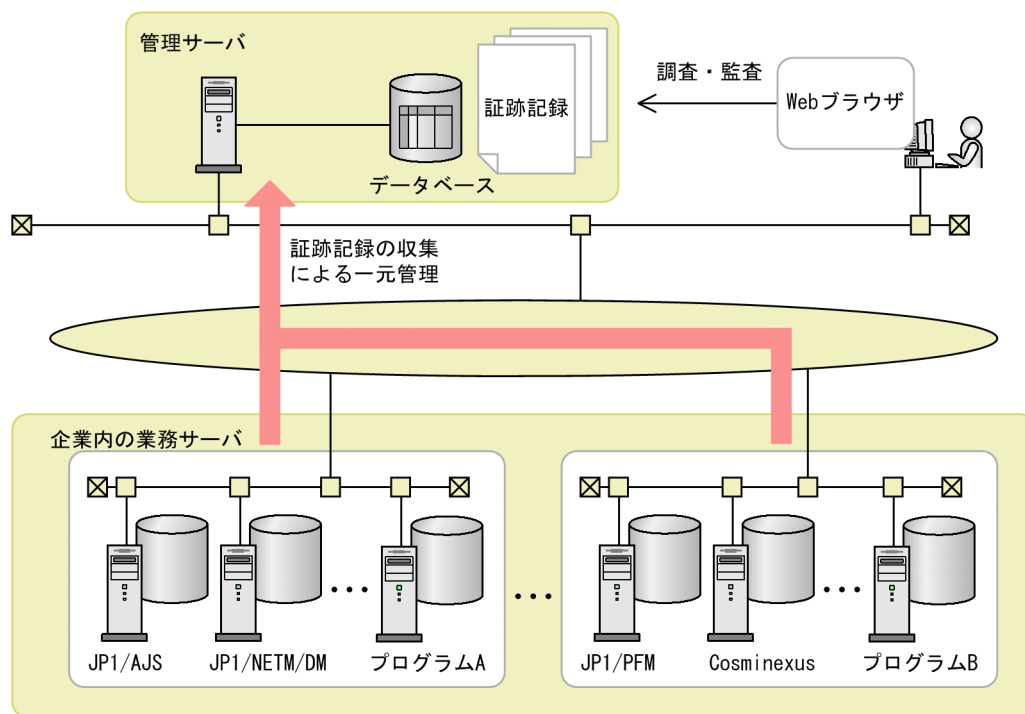 管理サーバ
証跡記録
データベース
調査・監査
Webブラウザ
証跡記録の収集
による一元管理
企業内の業務サーバ
JP1/AJS
JP1/NETM/DM
・・・
プログラムA
・・・
JP1/PFM
Cosminexus
・・・
プログラムB